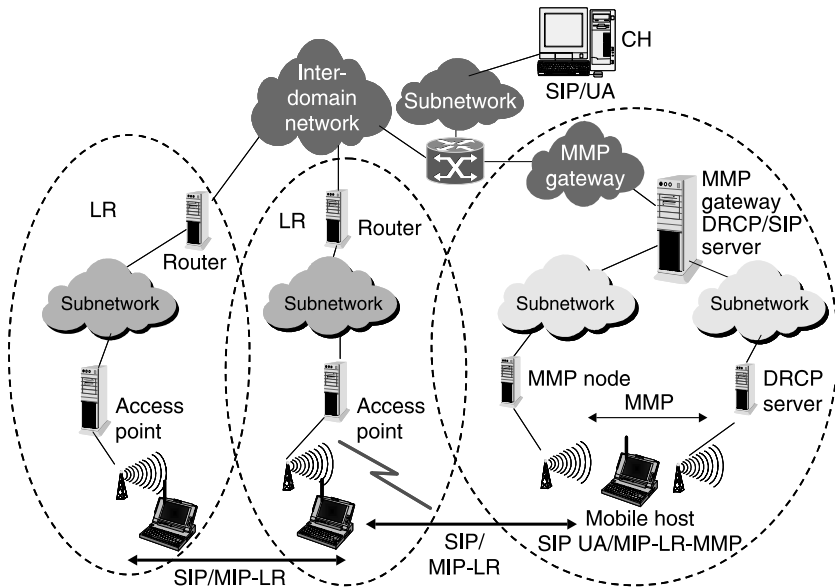 CH
SIP/UA
Inter-
domain
network
Subnetwork
MMP
gateway
MMP
gateway
DRCP/SIP
server
LR
Router
LR
Router
Subnetwork
Subnetwork
Subnetwork
Subnetwork
Access
point
Access
point
MMP node
MMP
DRCP
server
SIP/MIP-LR
SIP/
MIP-LR
Mobile host
SIP UA/MIP-LR-MMP